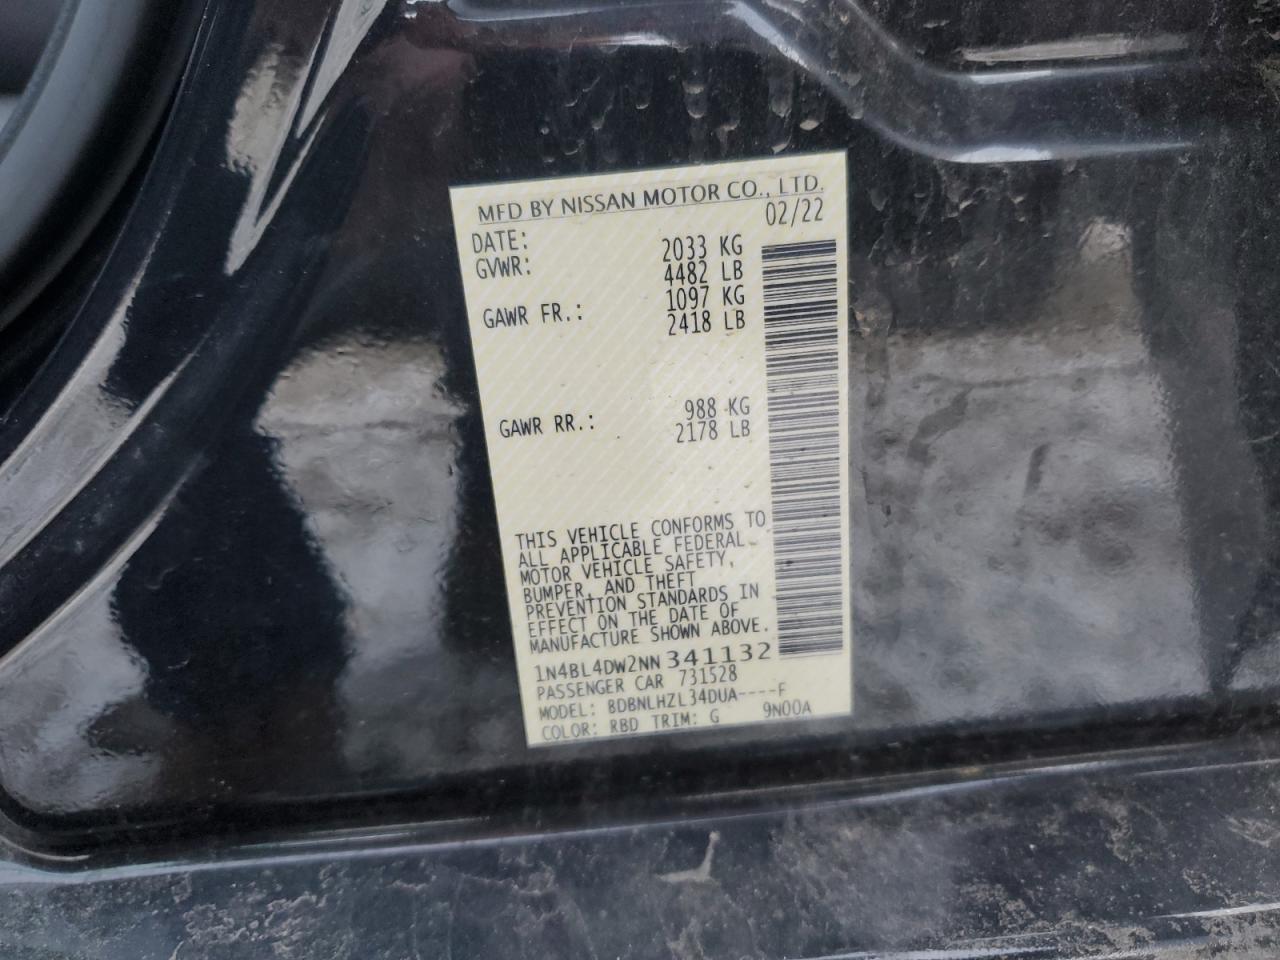 MFD BY NISSAN MOTOR CO., LTD.
DATE: 02/22
GVWR: 2033 KG
4482 LB
GAWR FR.: 1097 KG
2418 LB
GAWR RR.: 988 KG
2178 LB
THIS VEHICLE CONFORMS TO
ALL APPLICABLE FEDERAL
MOTOR VEHICLE SAFETY,
BUMPER, AND THEFT
PREVENTION STANDARDS IN
EFFECT ON THE DATE OF
MANUFACTURE SHOWN ABOVE.
1N4BL4DW2NN341132
PASSENGER CAR 731528
MODEL: BDBNLHZL34DUA----F
COLOR: RBD TRIM: G 9N00A